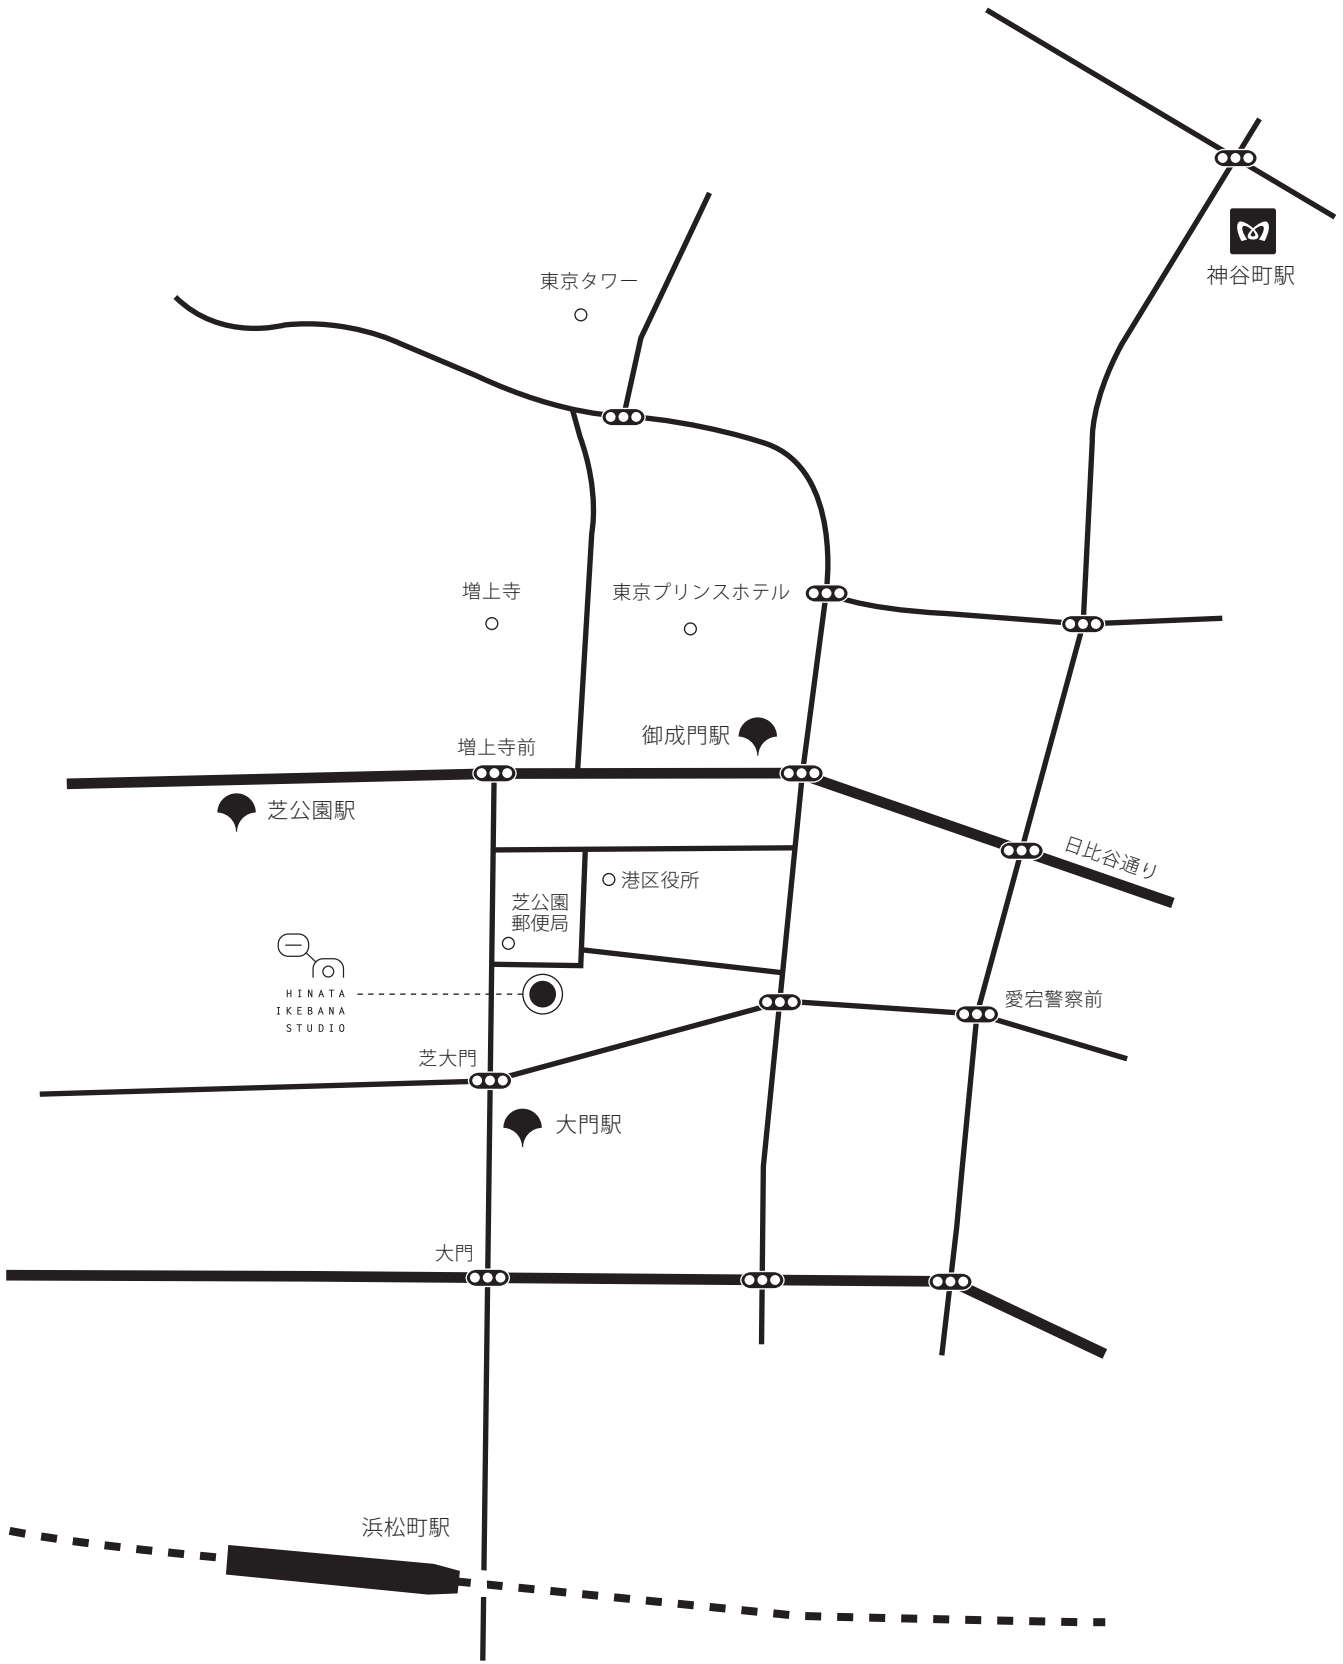 神谷町駅
東京タワー
増上寺
東京プリンスホテル
御成門駅
増上寺前
芝公園駅
日比谷通り
港区役所
芝公園
郵便局
HINATA
IKEBANA
STUDIO
愛宕警察前
芝大門
大門駅
大門
浜松町駅